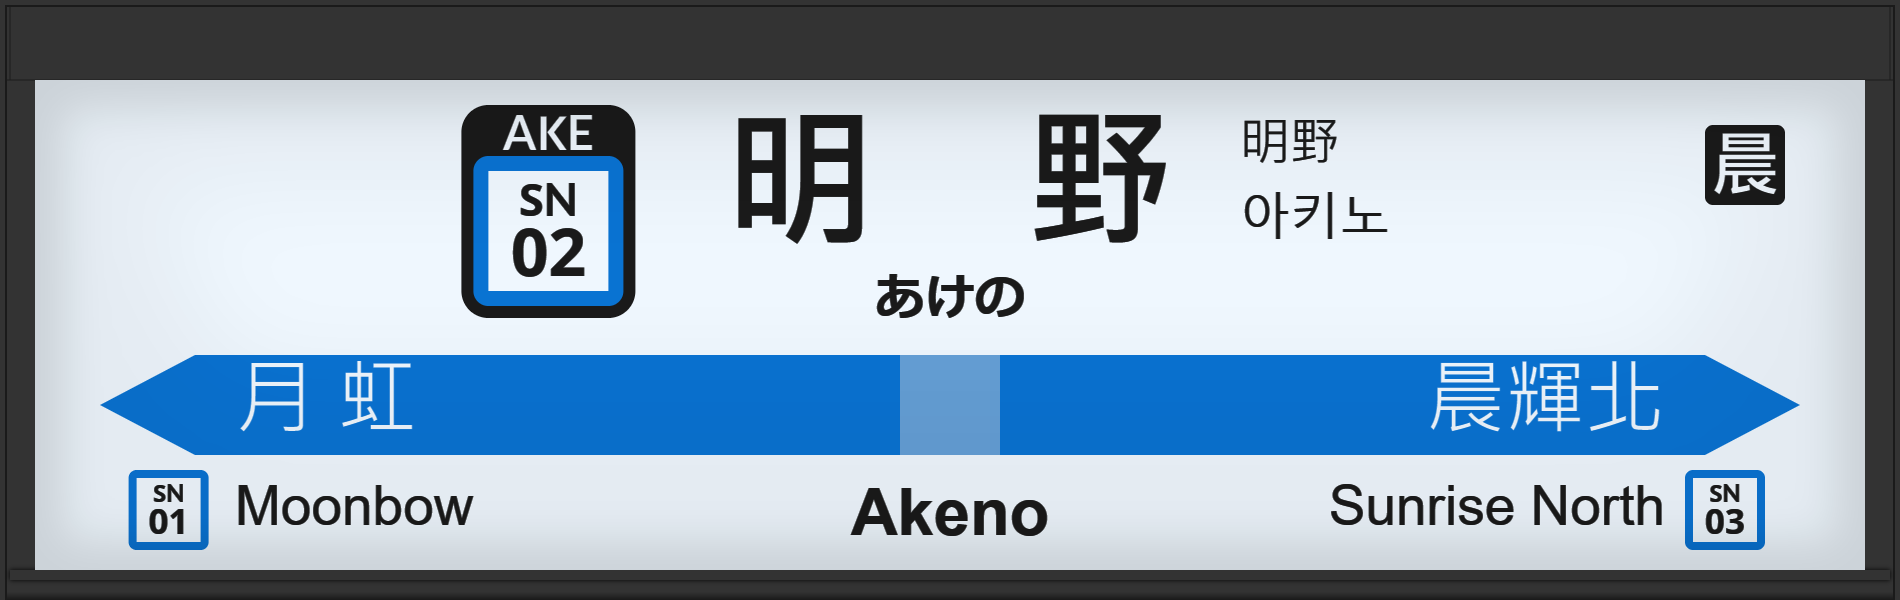 AKE
SN
02
明 野
明野
아키노
晨
あけの
月 虹
晨輝北
SN
01
Moonbow
Akeno
Sunrise North
SN
03